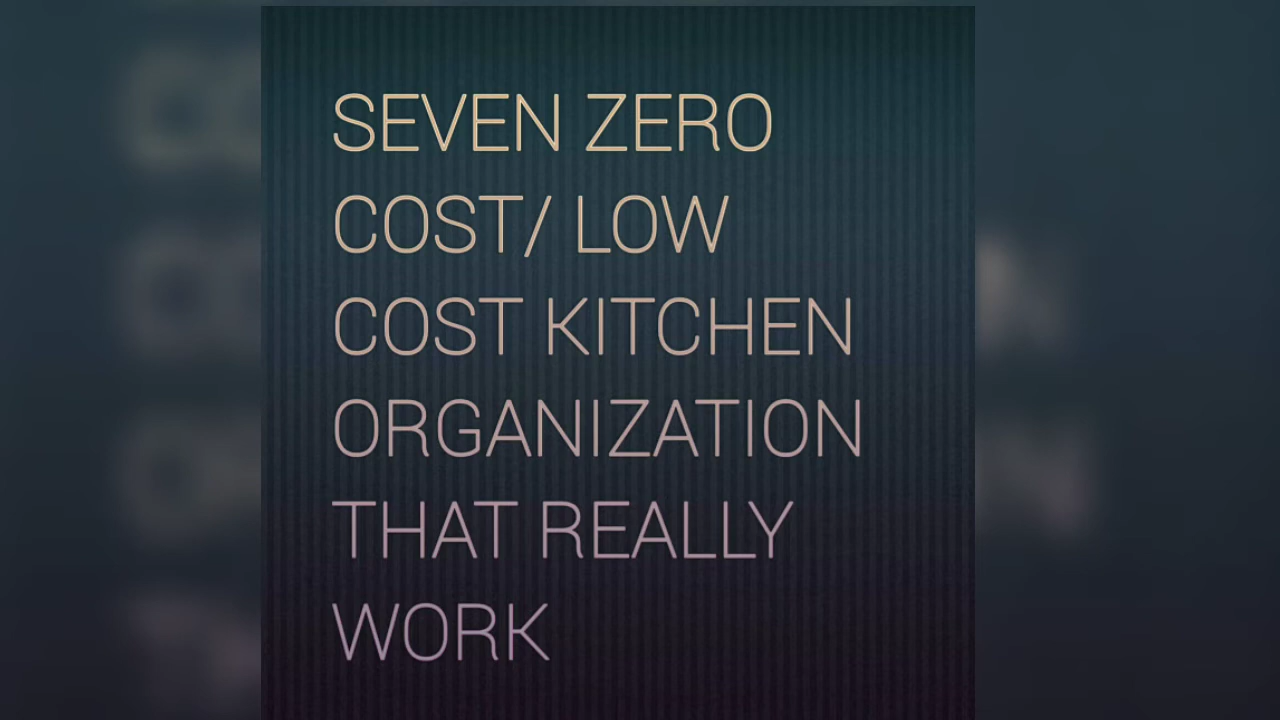 SEVEN ZERO
COST/ LOW
COST KITCHEN
ORGANIZATION
THAT REALLY
WORK